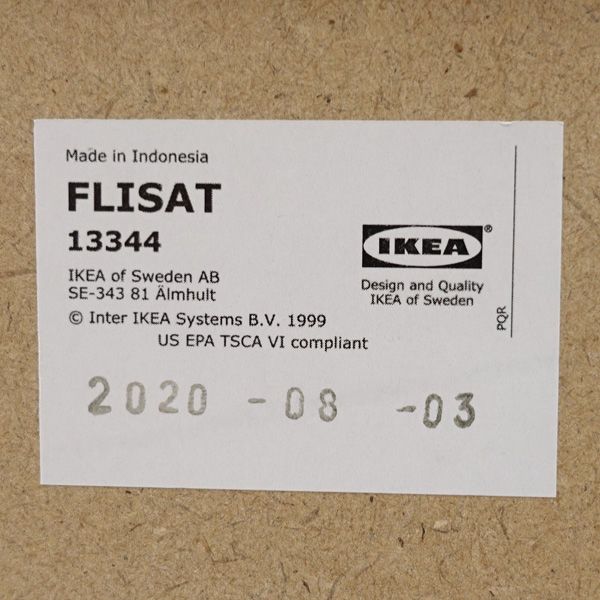 Made in Indonesia
FLISAT
13344
IKEA of Sweden AB
SE-343 81 Älmhult
© Inter IKEA Systems B.V. 1999
US EPA TSCA VI compliant
IKEA®
Design and Quality
IKEA of Sweden
PQR
2020 -08 -03